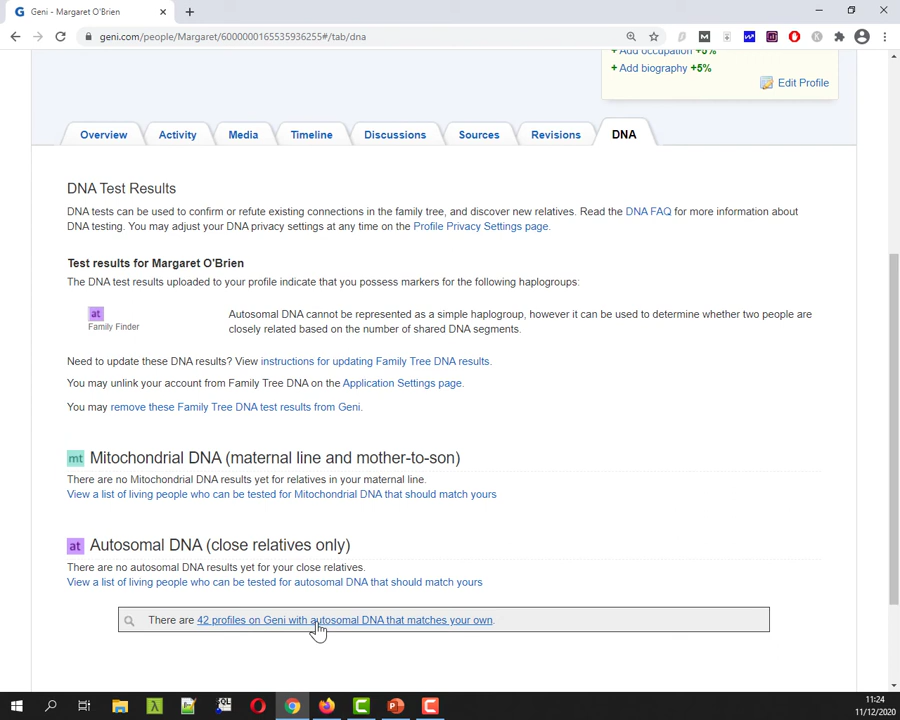 G Geni - Margaret O'Brien
geni.com/people/Margaret/6000000165535936255#/tab/dna
+ Add occupation +5%
+ Add biography +5%
Edit Profile
Overview Activity Media Timeline Discussions Sources Revisions DNA
DNA Test Results
DNA tests can be used to confirm or refute existing connections in the family tree, and discover new relatives. Read the DNA FAQ for more information about
DNA testing. You may adjust your DNA privacy settings at any time on the Profile Privacy Settings page.
Test results for Margaret O'Brien
The DNA test results uploaded to your profile indicate that you possess markers for the following haplogroups:
at
Family Finder
Autosomal DNA cannot be represented as a simple haplogroup, however it can be used to determine whether two people are
closely related based on the number of shared DNA segments.
Need to update these DNA results? View instructions for updating Family Tree DNA results.
You may unlink your account from Family Tree DNA on the Application Settings page.
You may remove these Family Tree DNA test results from Geni.
mt Mitochondrial DNA (maternal line and mother-to-son)
There are no Mitochondrial DNA results yet for relatives in your maternal line.
View a list of living people who can be tested for Mitochondrial DNA that should match yours
at Autosomal DNA (close relatives only)
There are no autosomal DNA results yet for your close relatives.
View a list of living people who can be tested for autosomal DNA that should match yours
There are 42 profiles on Geni with autosomal DNA that matches your own.
11:24
11/12/2020